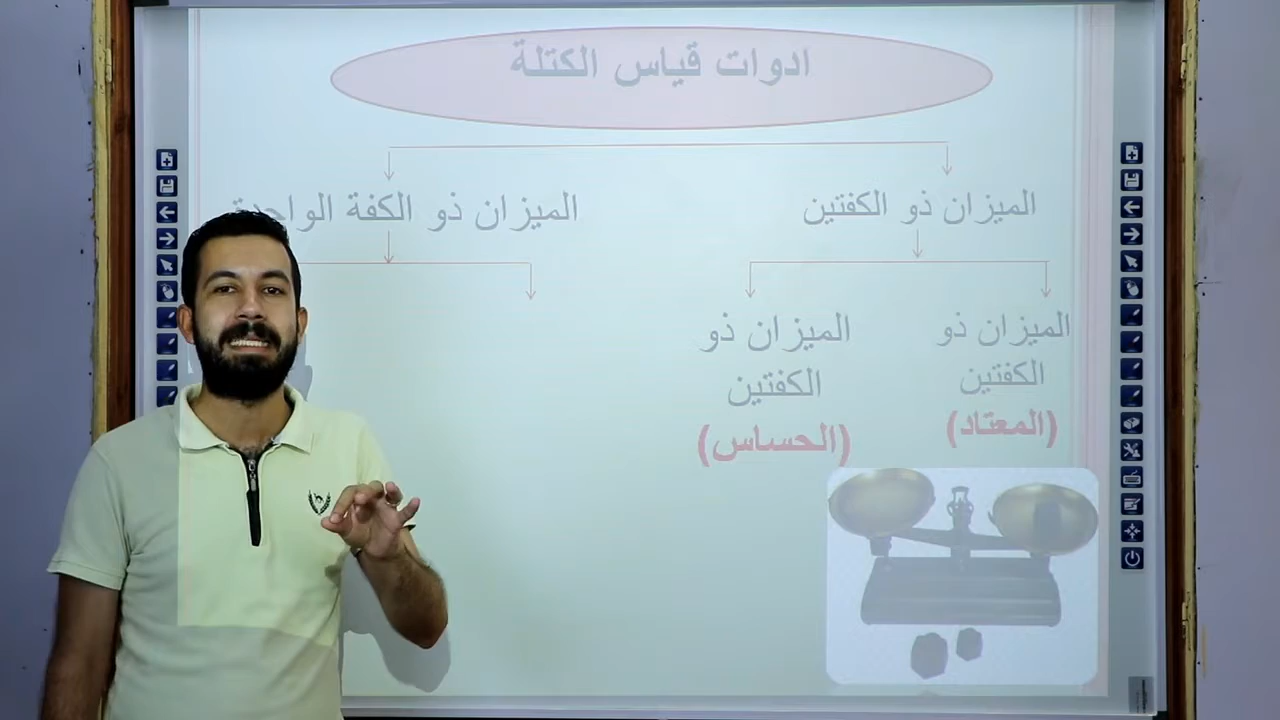 ادوات قياس الكتلة
الميزان ذو الكفتين
الميزان ذو الكفة الواحدة
الميزان ذو
الكفتين
(المعتاد)
الميزان ذو
الكفتين
(الحساس)